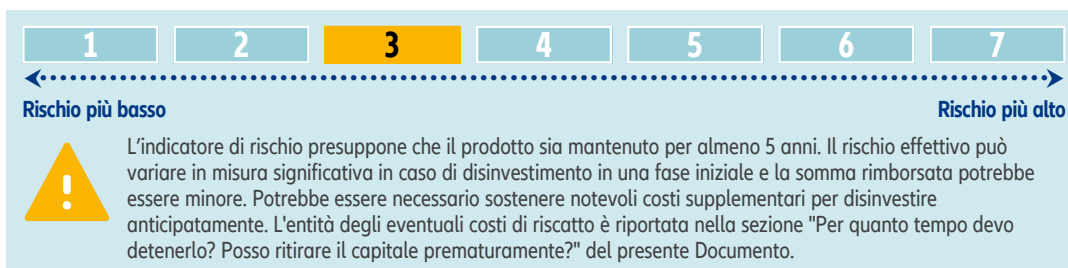 1 2 3 4 5 6 7
Rischio più basso Rischio più alto
L'indicatore di rischio presuppone che il prodotto sia mantenuto per almeno 5 anni. Il rischio effettivo può
variare in misura significativa in caso di disinvestimento in una fase iniziale e la somma rimborsata potrebbe
essere minore. Potrebbe essere necessario sostenere notevoli costi supplementari per disinvestire
anticipatamente. L'entità degli eventuali costi di riscatto è riportata nella sezione "Per quanto tempo devo
detenerlo? Posso ritirare il capitale prematuramente?" del presente Documento.